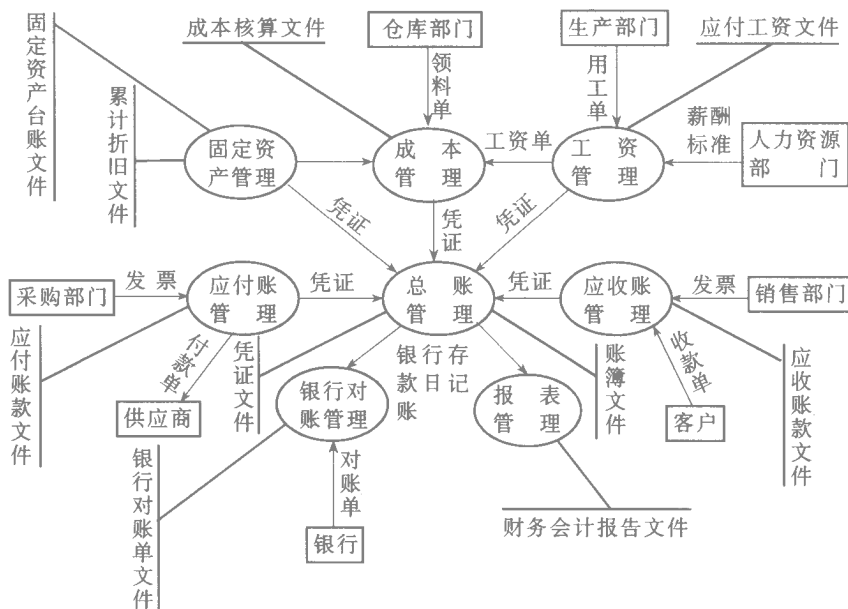 固定资产台账文件
累计折旧文件
成本核算文件
仓库部门
生产部门
应付工资文件
领料单
用工单
固定资
产管理
成 本
管 理
工资单
工 资
管 理
薪酬
标准
人力资源
部 门
凭证
凭证
凭证
采购部门
发 票
应付账
管 理
凭证
总 账
管 理
凭证
应收账
管 理
发票
销售部门
应付账款文件
付款单
供应商
凭证文件
银行存
款日记
账
银行对
账管理
报 表
管 理
账簿文件
收款单
客户
应收账款文件
银行对账单文件
对账单
银行
财务会计报告文件